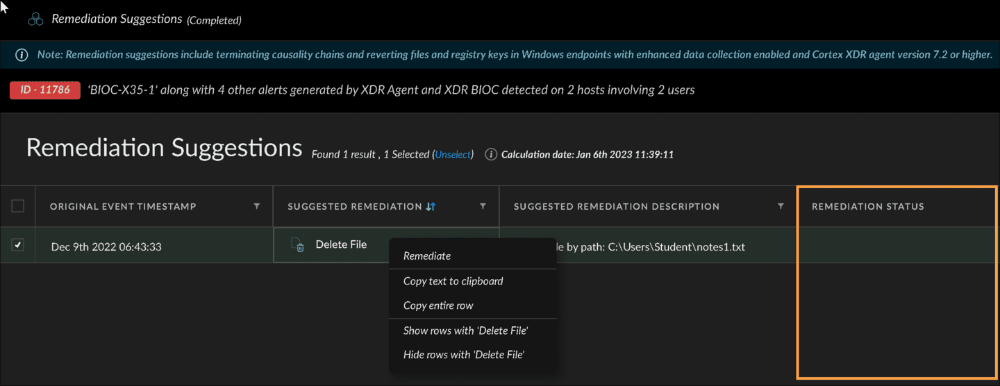 Remediation Suggestions (Completed)
Note: Remediation suggestions include terminating causality chains and reverting files and registry keys in Windows endpoints with enhanced data collection enabled and Cortex XDR agent version 7.2 or higher.
ID - 11786 'BIOC-X35-1' along with 4 other alerts generated by XDR Agent and XDR BIOC detected on 2 hosts involving 2 users
Remediation Suggestions Found 1 result , 1 Selected (Unselect) Calculation date: Jan 6th 2023 11:39:11
ORIGINAL EVENT TIMESTAMP SUGGESTED REMEDIATION SUGGESTED REMEDIATION DESCRIPTION REMEDIATION STATUS
Dec 9th 2022 06:43:33 Delete File by path: C:\Users\Student\notes1.txt
Remediate
Copy text to clipboard
Copy entire row
Show rows with 'Delete File'
Hide rows with 'Delete File'